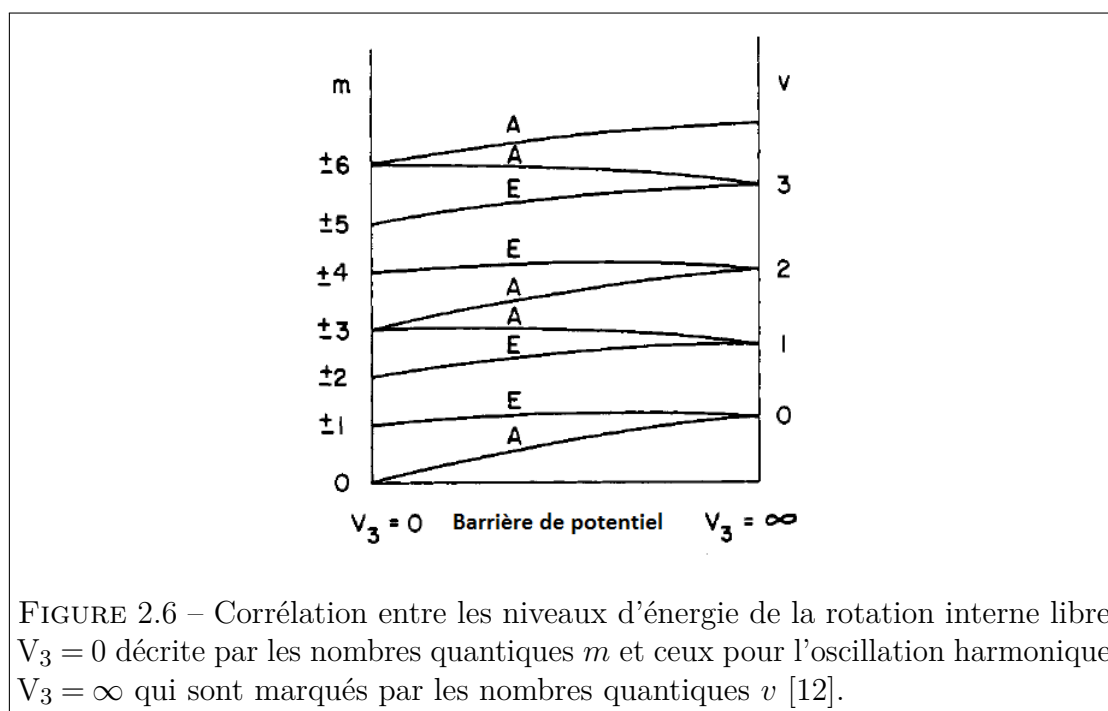 m
v
A
±6
A
3
E
±5
E
±4
2
A
±3
A
1
E
±2
E
0
±1
A
0
V₃ = 0 Barrière de potentiel V₃ = ∞
FIGURE 2.6 – Corrélation entre les niveaux d'énergie de la rotation interne libre
V₃ = 0 décrite par les nombres quantiques m et ceux pour l'oscillation harmonique
V₃ = ∞ qui sont marqués par les nombres quantiques v [12].